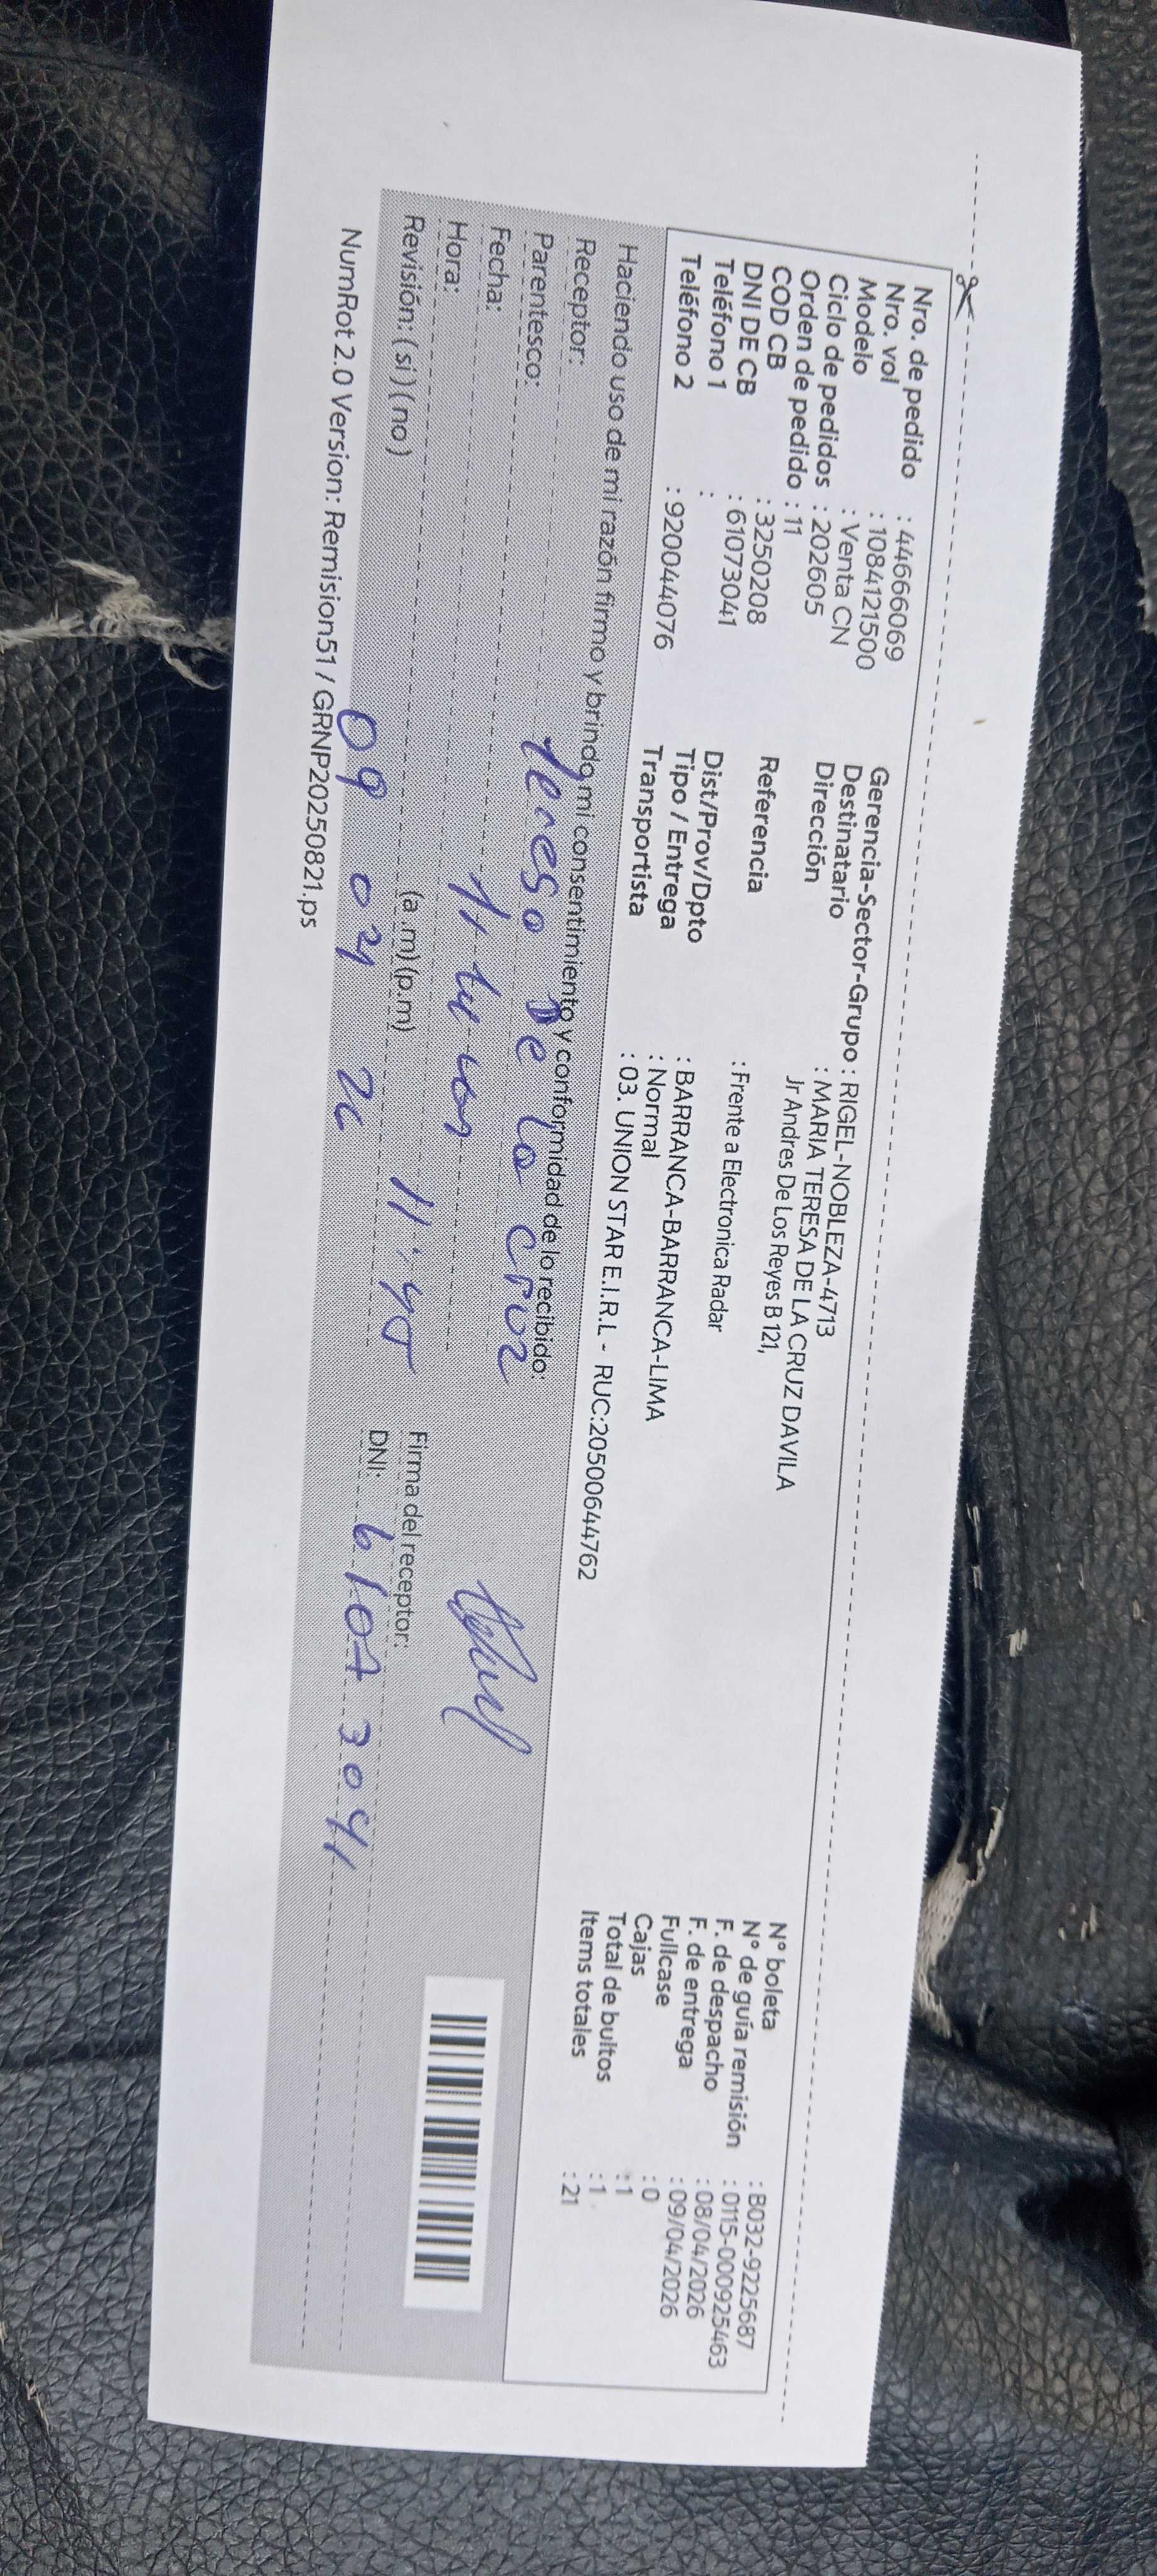 Nro. de pedido : 44666069
Nro. vol : 1084121500
Modelo : Venta CN
Ciclo de pedidos : 202605
Orden de pedido : 11
COD CB : 3250208
DNI DE CB : 61073041
Teléfono 1 :
Teléfono 2 : 920044076
Gerencia-Sector-Grupo : RIGEL-NOBLEZA-4713
Destinatario : MARIA TERESA DE LA CRUZ DAVILA
Dirección Jr Andres De Los Reyes B 121,
Referencia : Frente a Electronica Radar
Dist/Prov/Dpto : BARRANCA-BARRANCA-LIMA
Tipo / Entrega : Normal
Transportista : 03. UNION STAR E.I.R.L - RUC:20500644762
N° boleta : B032-9225687
N° de guía remisión : 0115-000925463
F. de despacho : 08/04/2026
F. de entrega : 09/04/2026
Fullcase : 0
Cajas : 1
Total de bultos : 1
Items totales : 21
Haciendo uso de mi razón firmo y brindo mi consentimiento y conformidad de lo recibido:
Receptor: Tereso De la Cruz
Parentesco:
Fecha:
Hora: (a.m)(p.m) 11:45
Revisión: (si)(no) 09 04 26
Firma del receptor:
DNI: 61073041
NumRot 2.0 Version: Remision51 / GRNP20250821.ps